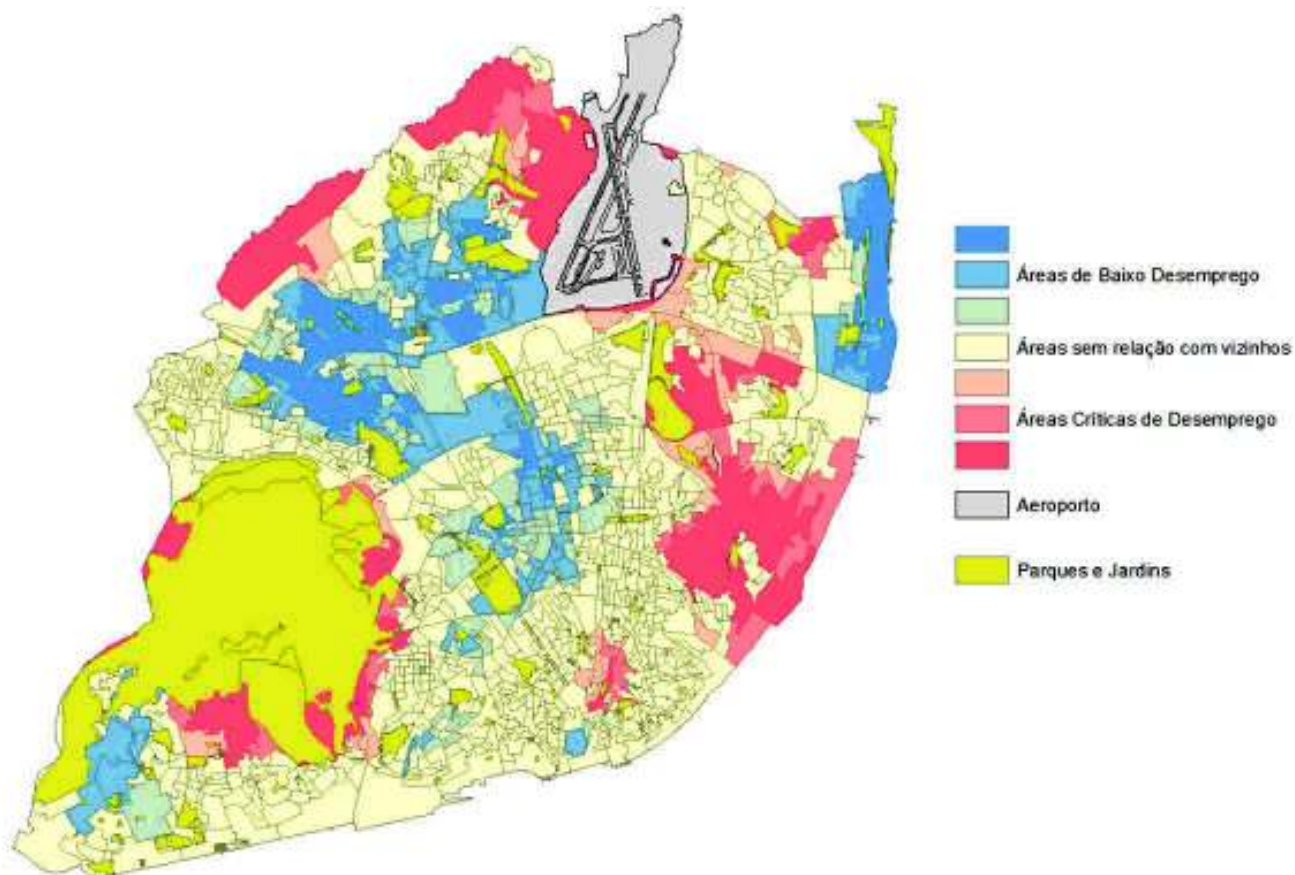 Áreas de Baixo Desemprego
Áreas sem relação com vizinhos
Áreas Críticas de Desemprego
Aeroporto
Parques e Jardins